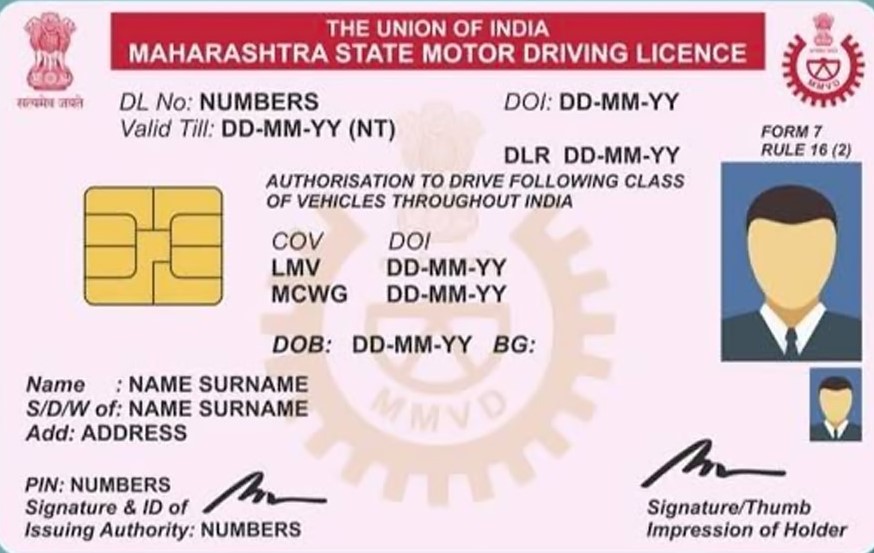 THE UNION OF INDIA
MAHARASHTRA STATE MOTOR DRIVING LICENCE
सत्यमेव जयते
MMVD
DL No: NUMBERS DOI: DD-MM-YY
Valid Till: DD-MM-YY (NT)
FORM 7
RULE 16 (2)
DLR DD-MM-YY
AUTHORISATION TO DRIVE FOLLOWING CLASS
OF VEHICLES THROUGHOUT INDIA
COV DOI
LMV DD-MM-YY
MCWG DD-MM-YY
DOB: DD-MM-YY BG:
MMVD
Name : NAME SURNAME
S/D/W of: NAME SURNAME
Add: ADDRESS
PIN: NUMBERS
Signature & ID of
Issuing Authority: NUMBERS
Signature/Thumb
Impression of Holder